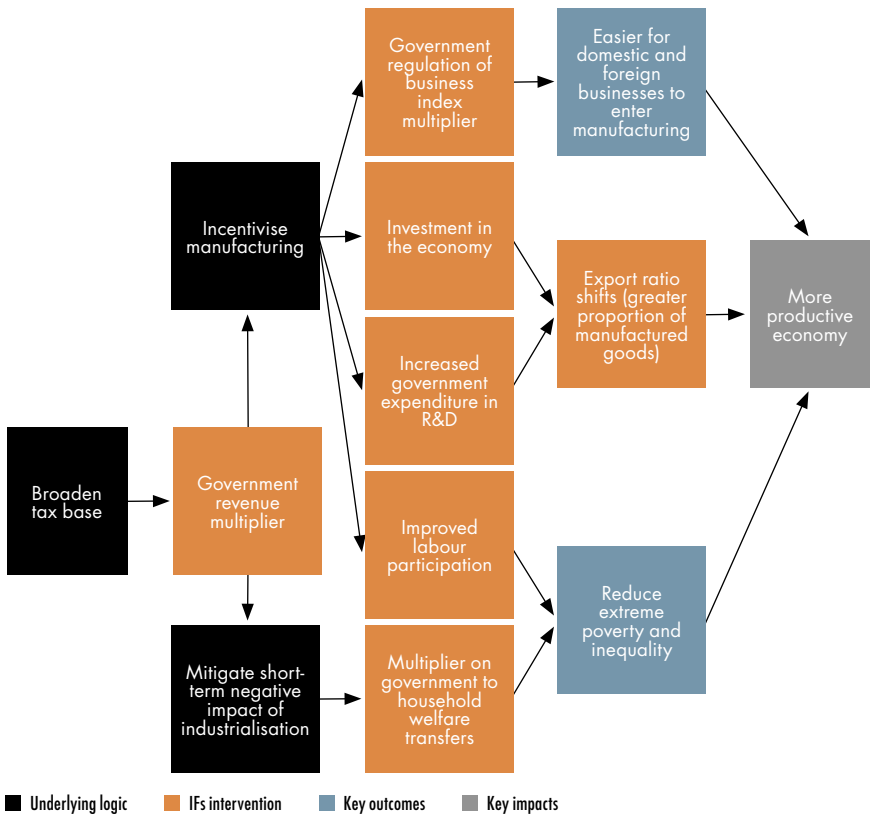 Government
regulation of
business
index
multiplier
Easier for
domestic and
foreign
businesses to
enter
manufacturing
Incentivise
manufacturing
Investment in
the economy
Export ratio
shifts (greater
proportion of
manufactured
goods)
More
productive
economy
Increased
government
expenditure in
R&D
Broaden
tax base
Government
revenue
multiplier
Improved
labour
participation
Reduce
extreme
poverty and
inequality
Mitigate short-
term negative
impact of
industrialisation
Multiplier on
government to
household
welfare
transfers
Underlying logic
IFs intervention
Key outcomes
Key impacts